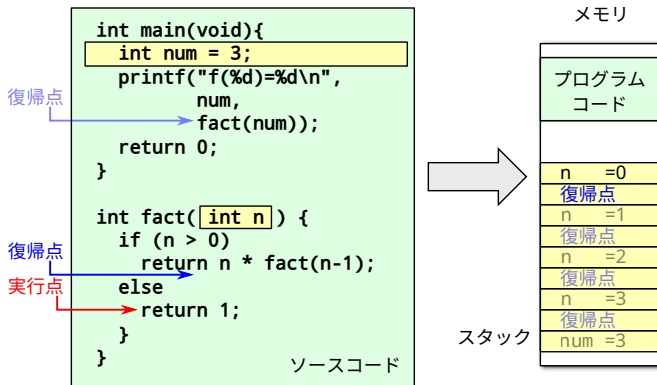 int main(void){
int num = 3;
printf("f(%d)=%d\n",
num,
復帰点
fact(num));
return 0;
}
int fact( int n ) {
if (n > 0)
復帰点
return n * fact(n-1);
実行点
else
return 1;
}
}
ソースコード
メモリ
プログラム
コード
n =0
復帰点
n =1
復帰点
n =2
復帰点
n =3
復帰点
スタック
num =3